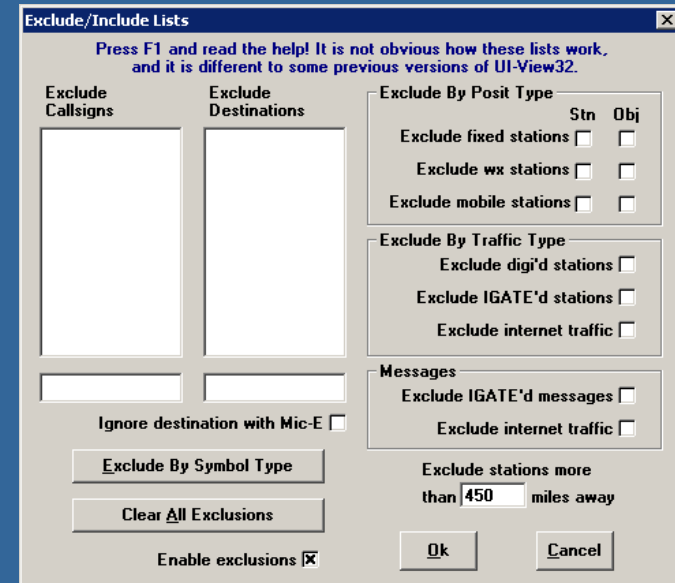 Exclude/Include Lists
Press F1 and read the help! It is not obvious how these lists work,
and it is different to some previous versions of UI-View32.
Exclude
Callsigns
Exclude
Destinations
Ignore destination with Mic-E
Exclude By Symbol Type
Clear All Exclusions
Enable exclusions
Exclude By Posit Type
Stn Obj
Exclude fixed stations
Exclude wx stations
Exclude mobile stations
Exclude By Traffic Type
Exclude digi'd stations
Exclude IGATE'd stations
Exclude internet traffic
Messages
Exclude IGATE'd messages
Exclude internet traffic
Exclude stations more
than 450 miles away
Ok
Cancel